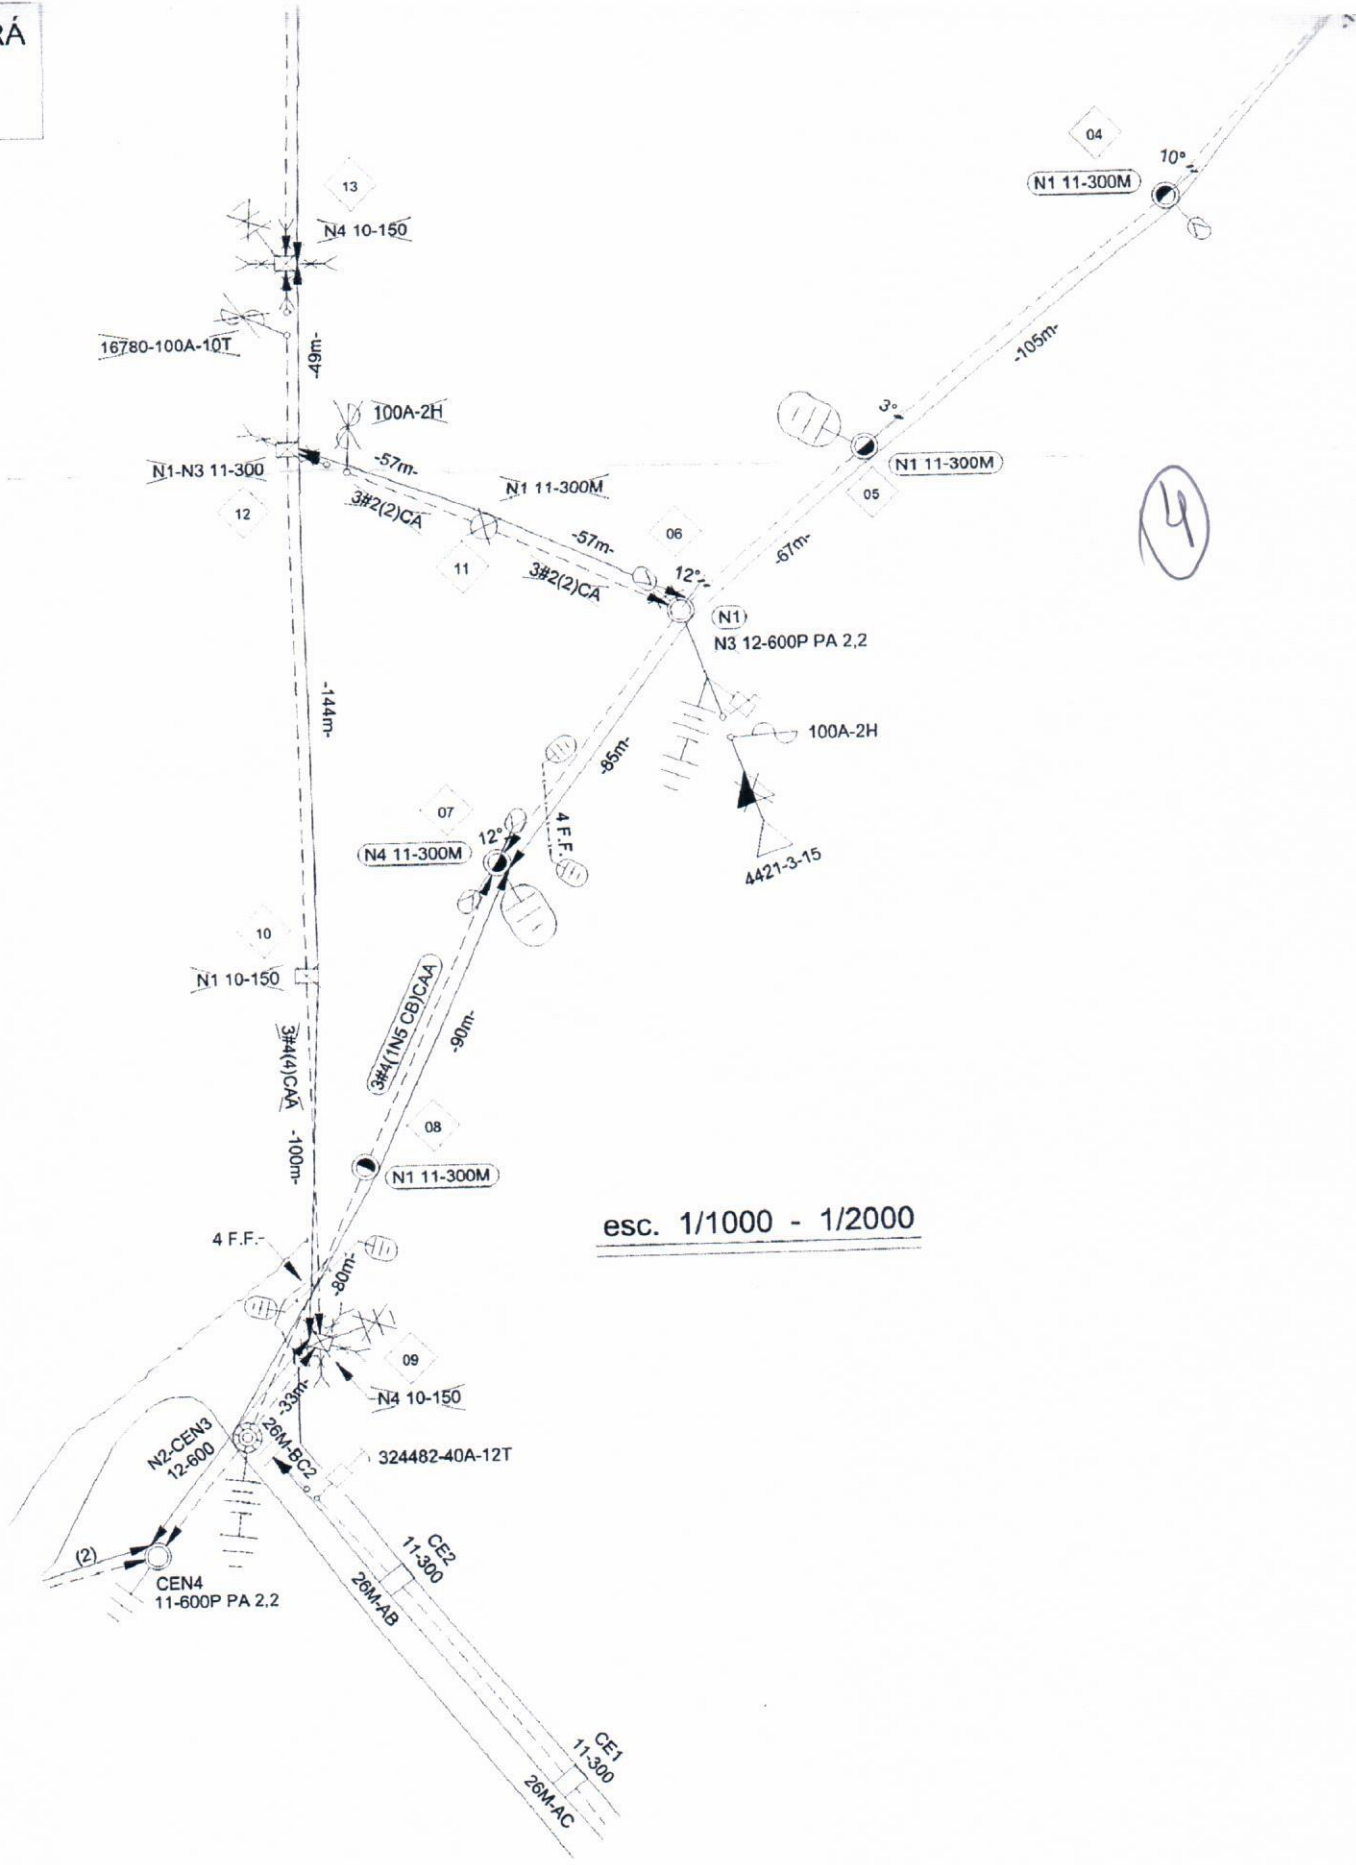 RÁ
04
10°
N1 11-300M
13
N4 10-150
16780-100A-10T
-49m-
-105m-
100A-2H
3°
-57m-
N1-N3 11-300
N1 11-300M
N1 11-300M
3#2(2)CA
05
12
06
4
-57m-
-67m-
11
3#2(2)CA
12°
N1
N3 12-600P PA 2,2
-144m-
100A-2H
-85m-
07
12°
4 F.F.
N4 11-300M
4421-3-15
10
N1 10-150
3#4(1N5 CB)CAA
-90m-
3#4(4)CAA
08
-100m-
N1 11-300M
esc. 1/1000 - 1/2000
4 F.F.
-80m-
09
N4 10-150
-33m-
N2-CEN3
12-600
26M-BC2
324482-40A-12T
(2)
CE2
11-300
CEN4
11-600P PA 2,2
26M-AB
CE1
11-300
26M-AC